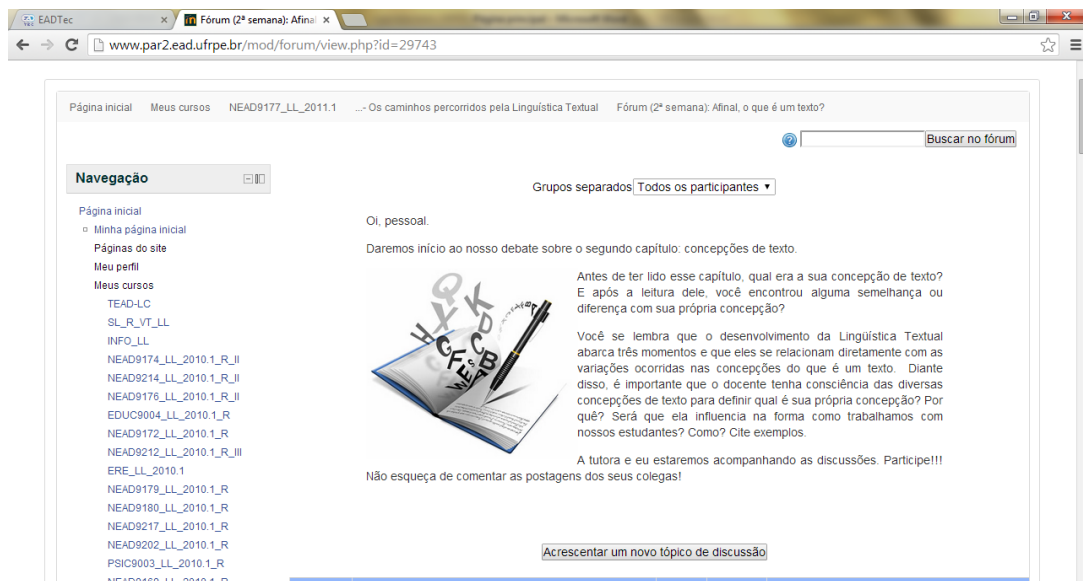 EADTec
Fórum (2ª semana): Afinal
www.par2.ead.ufrpe.br/mod/forum/view.php?id=29743
Página inicial Meus cursos NEAD9177_LL_2011.1 ...- Os caminhos percorridos pela Linguística Textual Fórum (2ª semana): Afinal, o que é um texto?
Buscar no fórum
Navegação
Página inicial
Minha página inicial
Páginas do site
Meu perfil
Meus cursos
TEAD-LC
SL_R_VT_LL
INFO_LL
NEAD9174_LL_2010.1_R_II
NEAD9214_LL_2010.1_R_II
NEAD9176_LL_2010.1_R_II
EDUC9004_LL_2010.1_R
NEAD9172_LL_2010.1_R
NEAD9212_LL_2010.1_R_III
ERE_LL_2010.1
NEAD9179_LL_2010.1_R
NEAD9180_LL_2010.1_R
NEAD9217_LL_2010.1_R
NEAD9202_LL_2010.1_R
PSIC9003_LL_2010.1_R
Grupos separados Todos os participantes
Oi, pessoal.
Daremos início ao nosso debate sobre o segundo capítulo: concepções de texto.
Antes de ter lido esse capítulo, qual era a sua concepção de texto?
E após a leitura dele, você encontrou alguma semelhança ou
diferença com sua própria concepção?
Você se lembra que o desenvolvimento da Lingüística Textual
abarca três momentos e que eles se relacionam diretamente com as
variações ocorridas nas concepções do que é um texto. Diante
disso, é importante que o docente tenha consciência das diversas
concepções de texto para definir qual é sua própria concepção? Por
quê? Será que ela influencia na forma como trabalhamos com
nossos estudantes? Como? Cite exemplos.
A tutora e eu estaremos acompanhando as discussões. Participe!!!
Não esqueça de comentar as postagens dos seus colegas!
Acrescentar um novo tópico de discussão